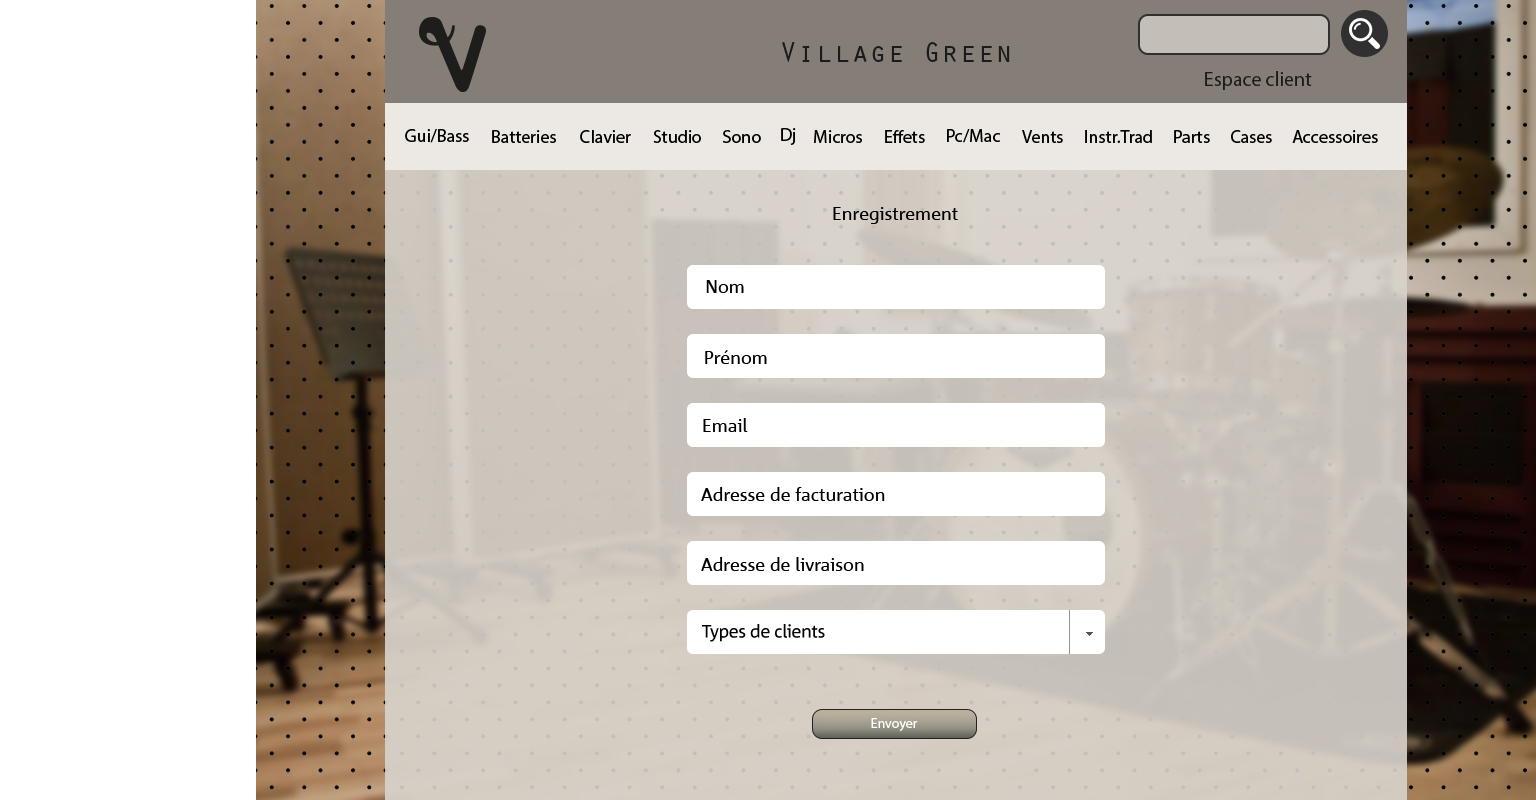 V
Village Green
Espace client
Gui/Bass Batteries Clavier Studio Sono Dj Micros Effets Pc/Mac Vents Instr.Trad Parts Cases Accessoires
Enregistrement
Nom
Prénom
Email
Adresse de facturation
Adresse de livraison
Types de clients
Envoyer